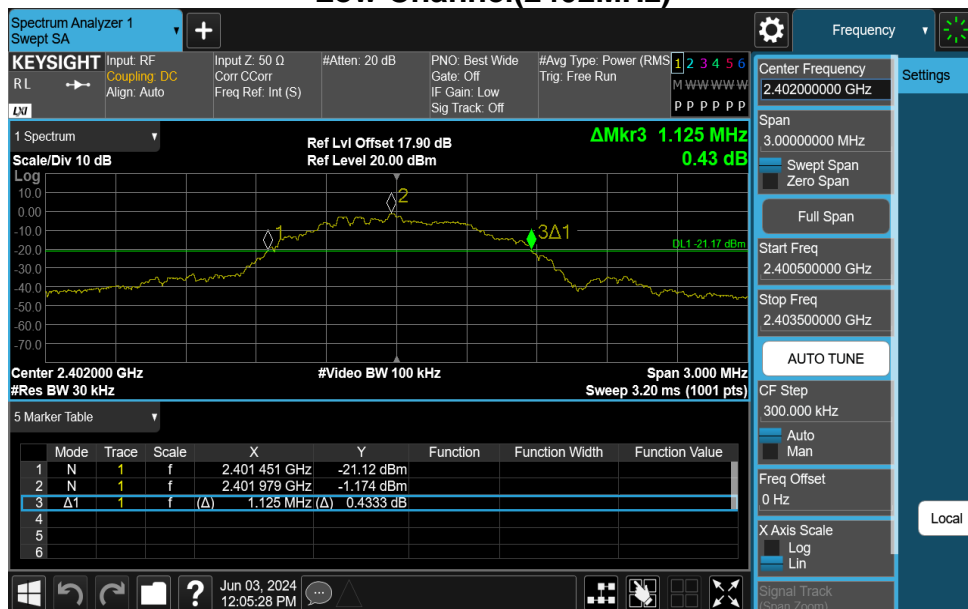 Low Channel(2402MHz)
Spectrum Analyzer 1
Swept SA
Frequency
KEYSIGHT
R L
LXI
Input: RF
Coupling: DC
Align: Auto
Input Z: 50 Ω
Corr CCorr
Freq Ref: Int (S)
#Atten: 20 dB
PNO: Best Wide
Gate: Off
IF Gain: Low
Sig Track: Off
#Avg Type: Power (RMS
Trig: Free Run
1 2 3 4 5 6
M W W W W W
P P P P P P
1 Spectrum
Scale/Div 10 dB
Ref Lvl Offset 17.90 dB
Ref Level 20.00 dBm
ΔMkr3 1.125 MHz
0.43 dB
Log
10.0
0.00
-10.0
-20.0
-30.0
-40.0
-50.0
-60.0
-70.0
1
2
3Δ1
DL1 -21.17 dBm
Center 2.402000 GHz
#Res BW 30 kHz
#Video BW 100 kHz
Span 3.000 MHz
Sweep 3.20 ms (1001 pts)
5 Marker Table
Mode Trace Scale X Y Function Function Width Function Value
1 N 1 f 2.401 451 GHz -21.12 dBm
2 N 1 f 2.401 979 GHz -1.174 dBm
3 Δ1 1 f (Δ) 1.125 MHz (Δ) 0.4333 dB
4
5
6
Jun 03, 2024
12:05:28 PM
Center Frequency
2.402000000 GHz
Settings
Span
3.00000000 MHz
Swept Span
Zero Span
Full Span
Start Freq
2.400500000 GHz
Stop Freq
2.403500000 GHz
AUTO TUNE
CF Step
300.000 kHz
Auto
Man
Freq Offset
0 Hz
X Axis Scale
Log
Lin
Local
Signal Track
(Span Zoom)